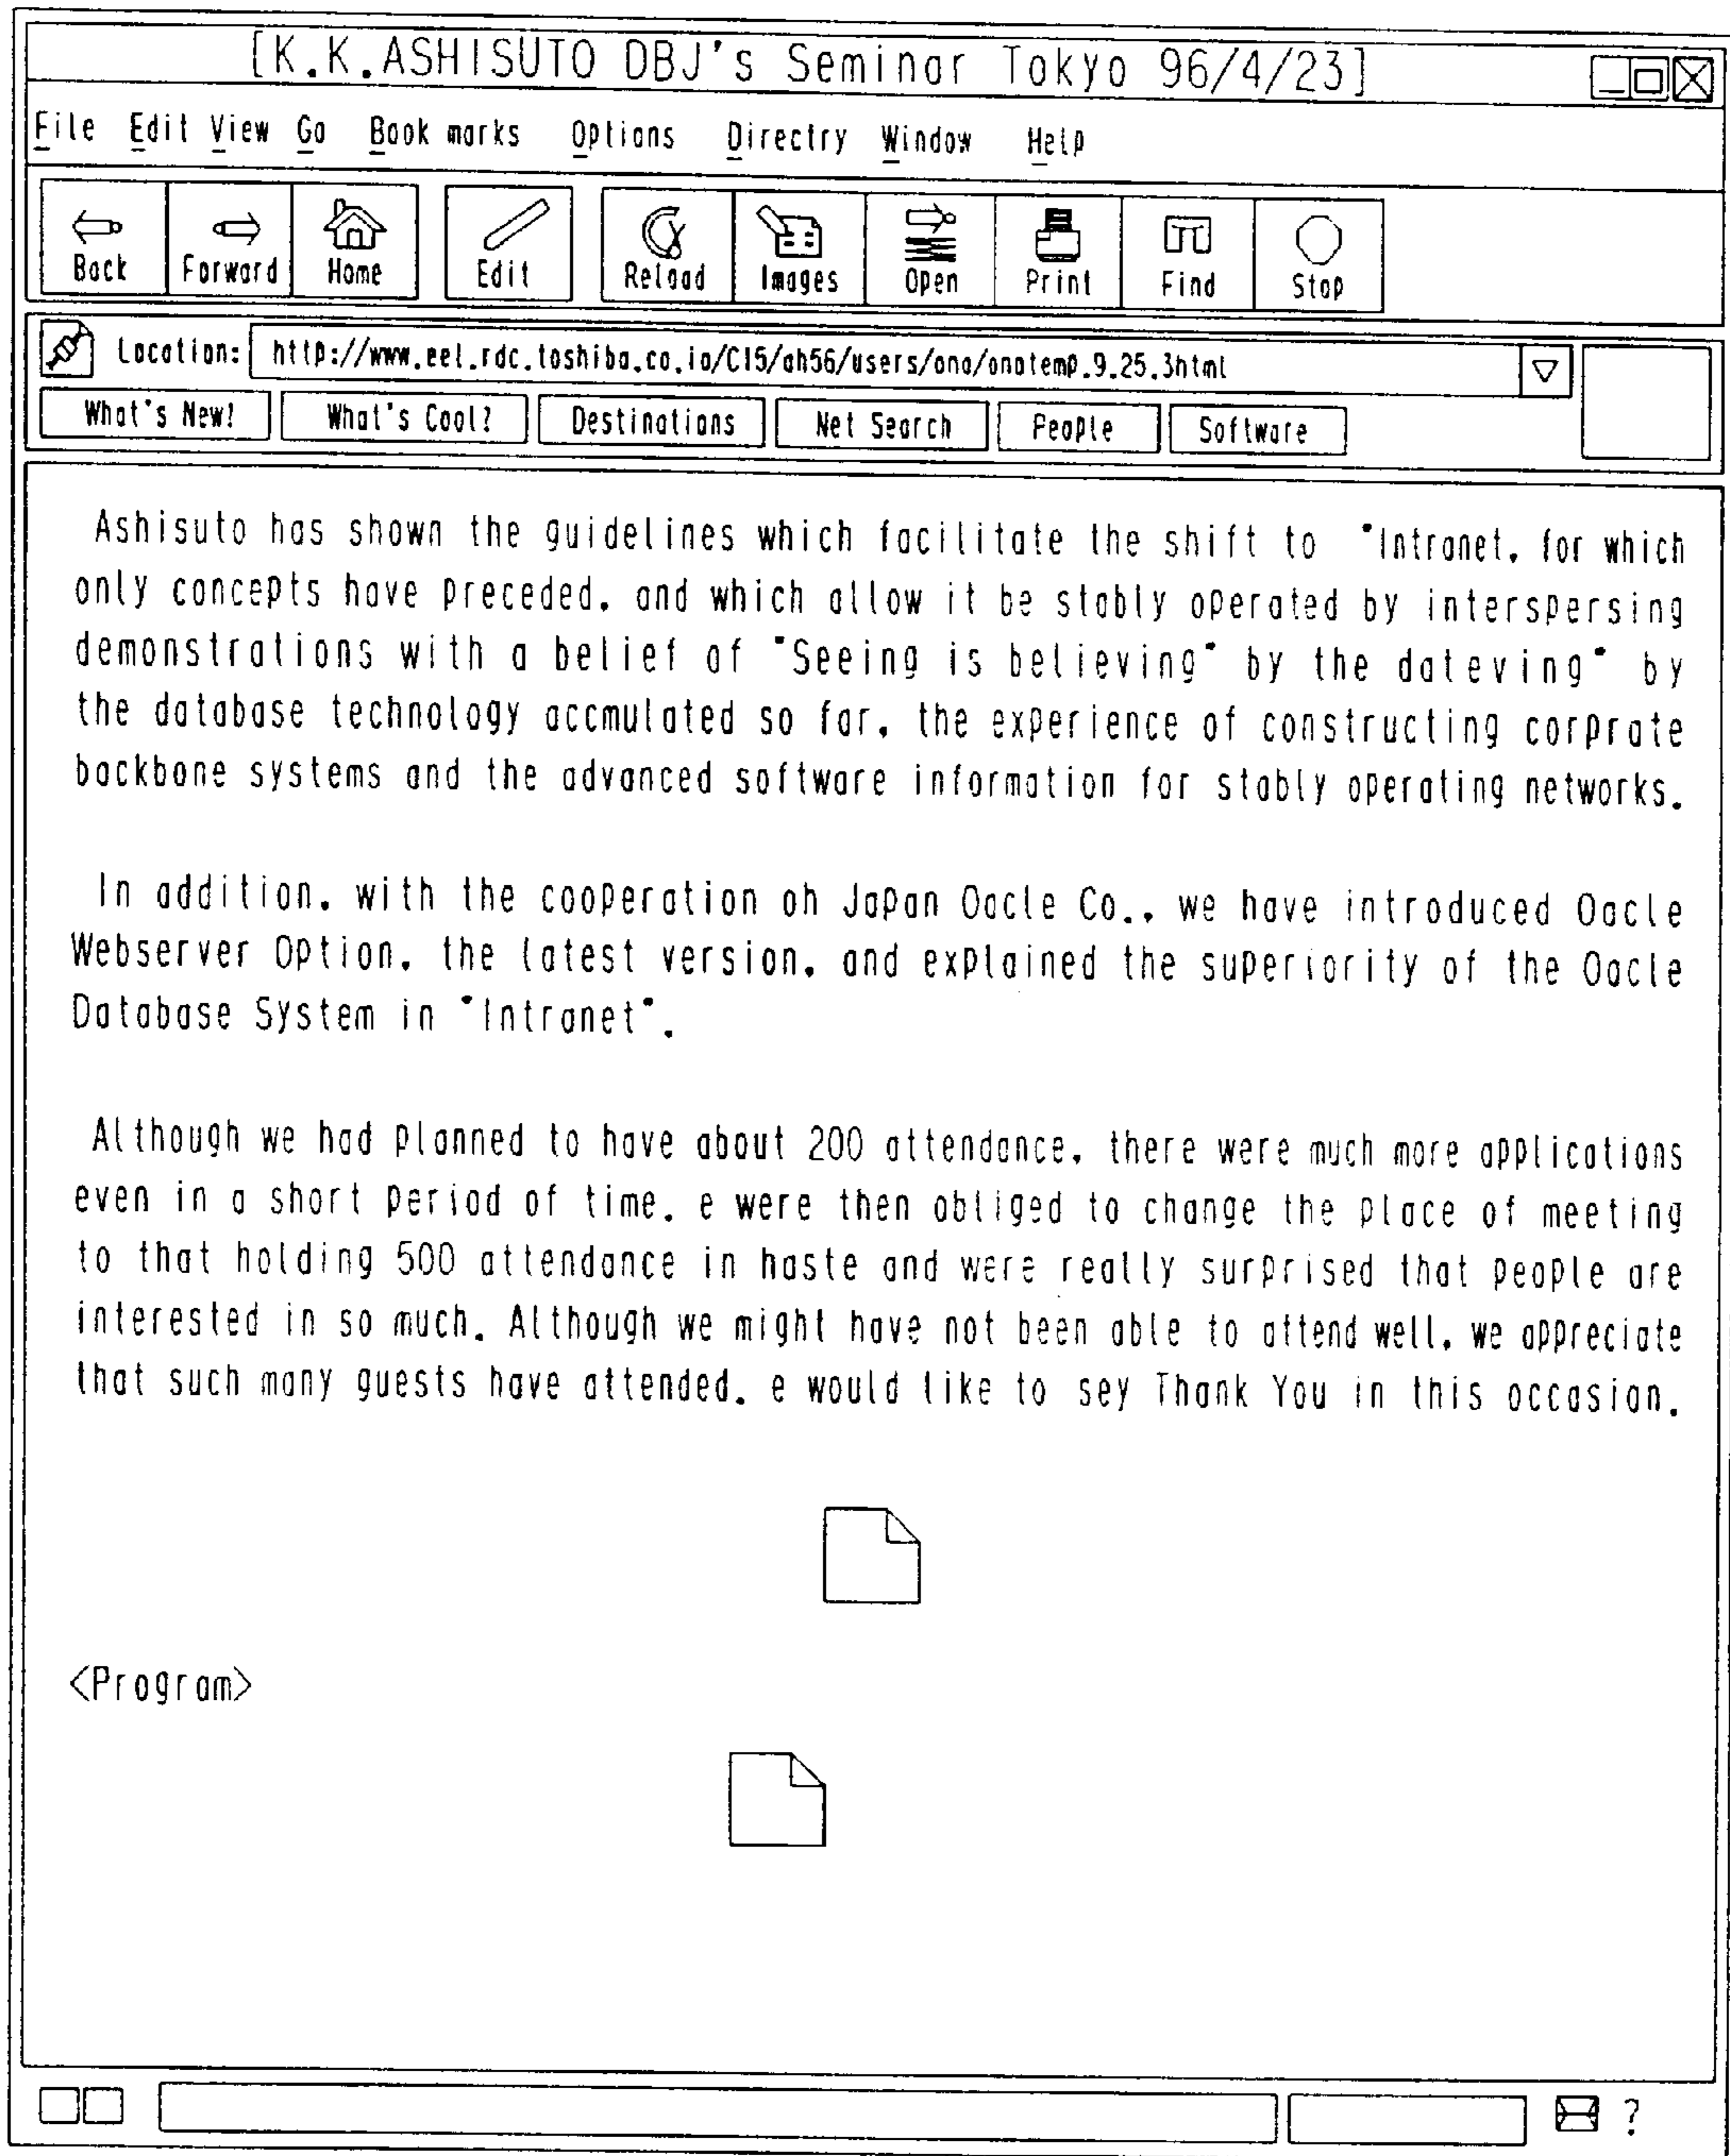 [K.K.ASHISUTO DBJ's Seminar Tokyo 96/4/23]
File Edit View Go Book marks Options Directry Window Help
Back Forward Home Edit Reload Images Open Print Find Stop
Location: http://www.eel.rdc.toshiba.co.io/C15/ah56/users/ono/onotemp.9.25.3html
What's New! What's Cool? Destinations Net Search People Software
Ashisuto has shown the guidelines which facilitate the shift to "Intranet, for which
only concepts have preceded, and which allow it be stably operated by interspersing
demonstrations with a belief of "Seeing is believing" by the dateving" by
the database technology accmulated so far, the experience of constructing corprate
backbone systems and the advanced software information for stably operating networks.
In addition, with the cooperation oh Japan Oacle Co., we have introduced Oacle
Webserver Option, the latest version, and explained the superiority of the Oacle
Database System in "Intranet".
Although we had planned to have about 200 attendance, there were much more applications
even in a short period of time. e were then obliged to change the place of meeting
to that holding 500 attendance in haste and were really surprised that people are
interested in so much. Although we might have not been able to attend well, we appreciate
that such many guests have attended. e would like to sey Thank You in this occasion.
<Program>
?